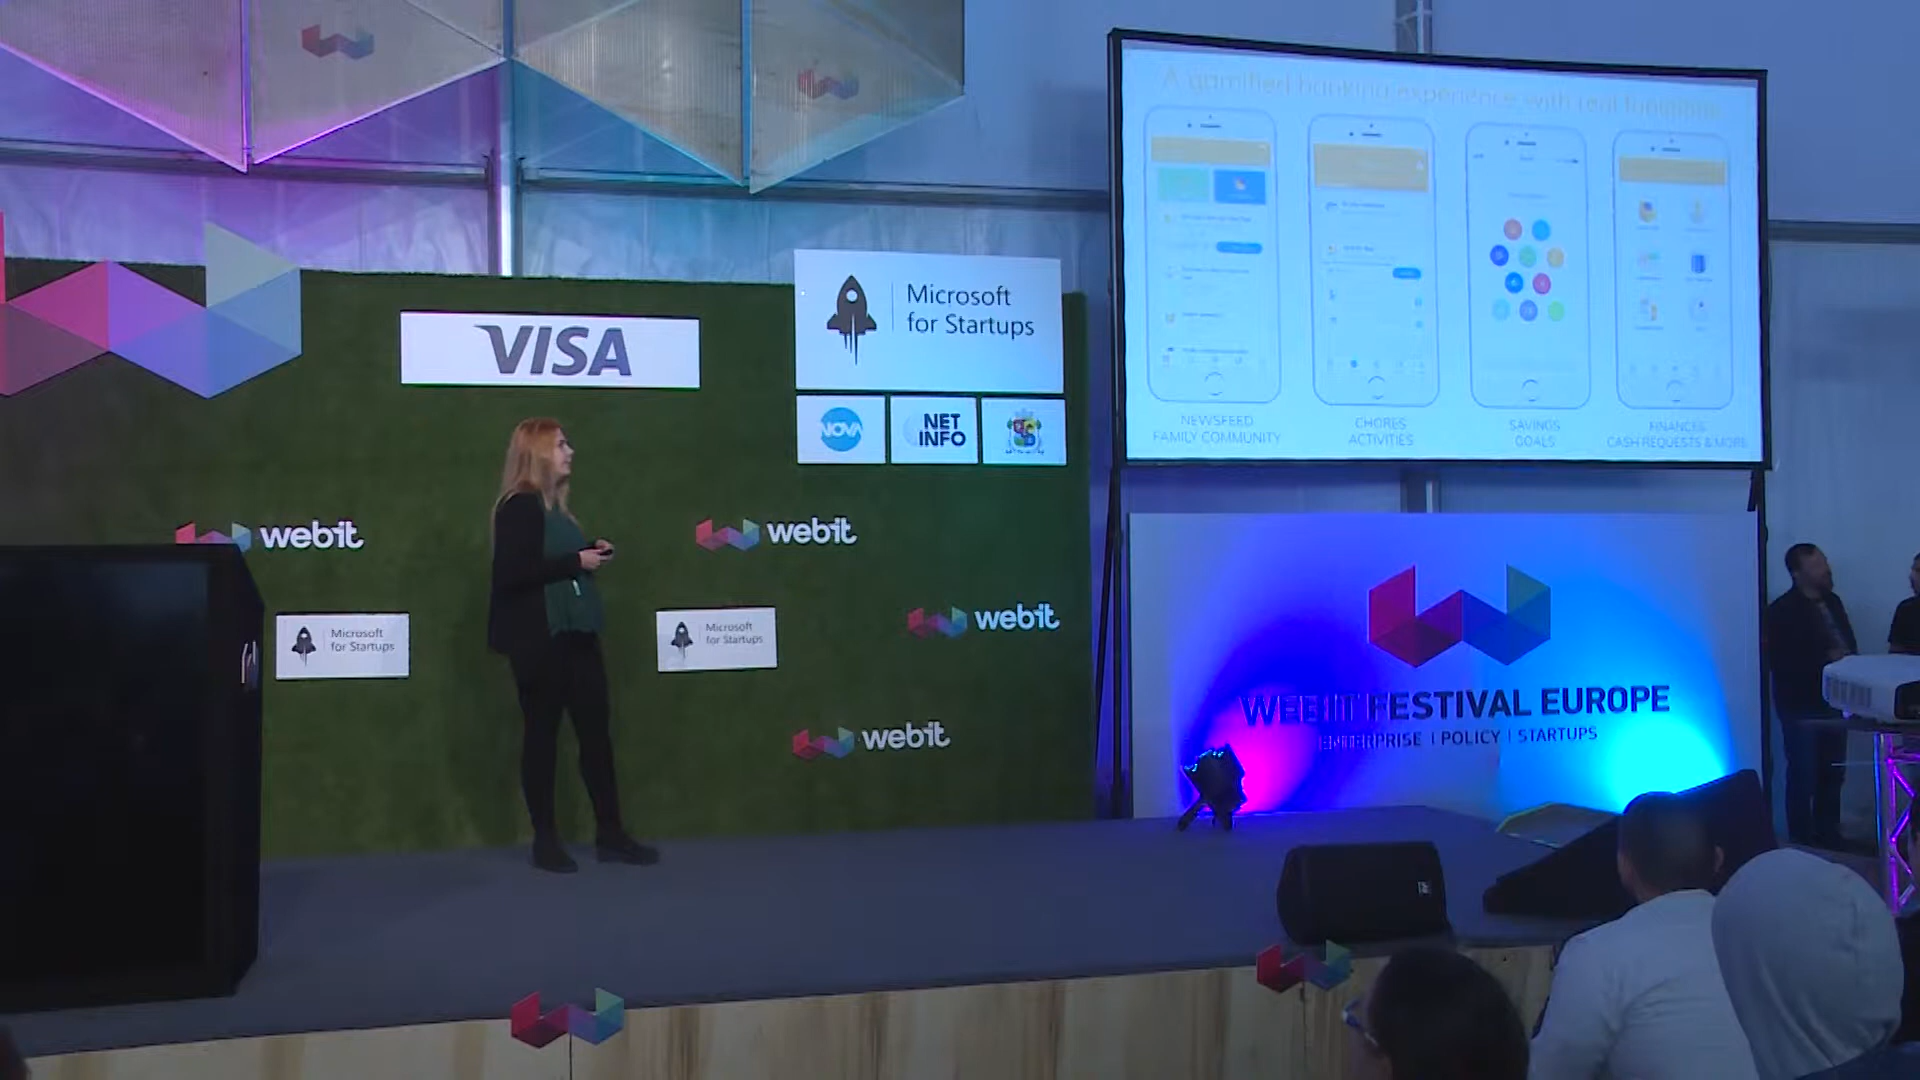 A gamified banking experience with real
NEWSFEED
FAMILY COMMUNITY
CHORES
ACTIVITIES
SAVINGS
GOALS
FINANCES
CASH REQUESTS & MORE
VISA
Microsoft
for Startups
NOVA
NET
INFO
webit
webit
webit
webit
Microsoft
for Startups
Microsoft
for Startups
WEBIT FESTIVAL EUROPE
ENTERPRISE | POLICY | STARTUPS